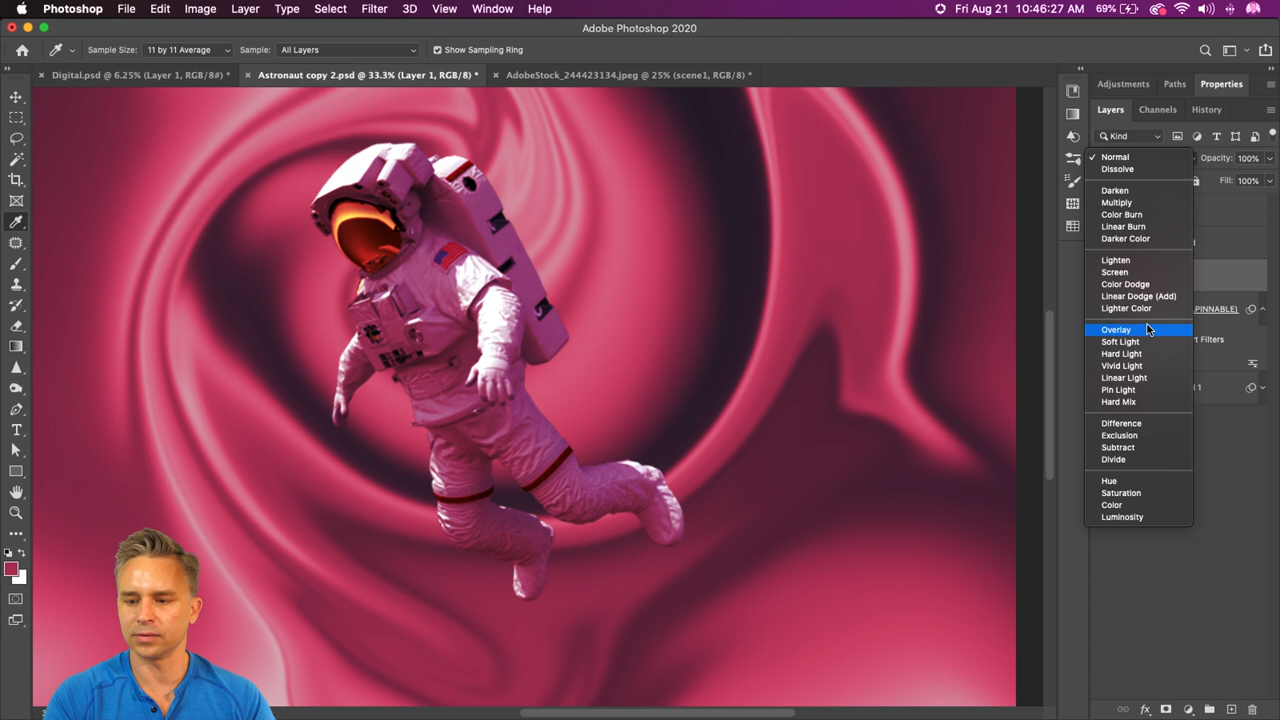 Photoshop File Edit Image Layer Type Select Filter 3D View Window Help Fri Aug 21 10:46:27 AM 69%
Adobe Photoshop 2020
Sample Size: 11 by 11 Average Sample: All Layers Show Sampling Ring
Digital.psd @ 6.25% (Layer 1, RGB/8#) * Astronaut copy 2.psd @ 33.3% (Layer 1, RGB/8) * AdobeStock_244423134.jpeg @ 25% (scene1, RGB/8) *
Adjustments Paths Properties
Layers Channels History
Kind
Normal
Opacity: 100%
Dissolve
Fill: 100%
Darken
Multiply
Color Burn
Linear Burn
Darker Color
Lighten
Screen
Color Dodge
Linear Dodge (Add)
Lighter Color
PINNABLE)
Overlay
Soft Light
rt Filters
Hard Light
Vivid Light
Linear Light
Pin Light
Hard Mix
Difference
Exclusion
Subtract
Divide
Hue
Saturation
Color
Luminosity